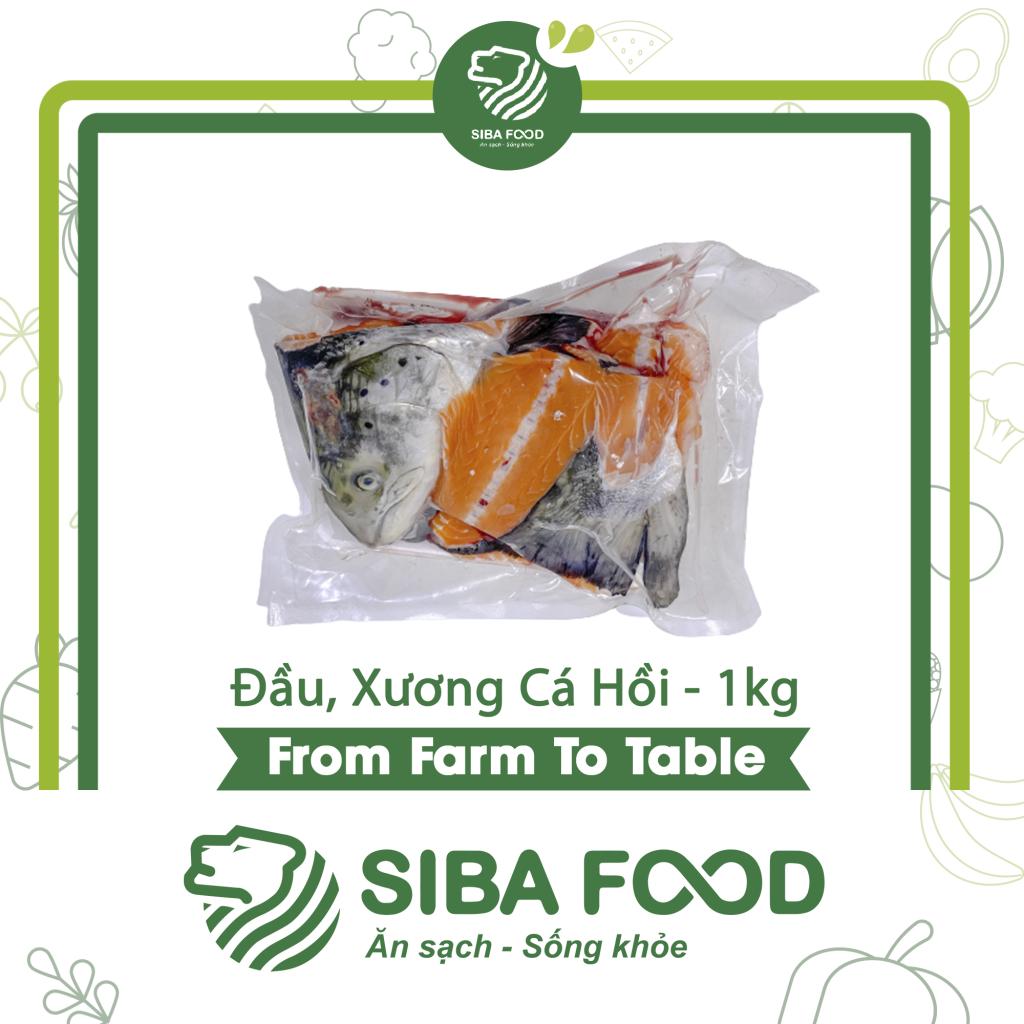 SIBA FOOD
Ăn sạch - Sống khỏe
Đầu, Xương Cá Hồi - 1kg
From Farm To Table
SIBA FOOD
Ăn sạch - Sống khỏe